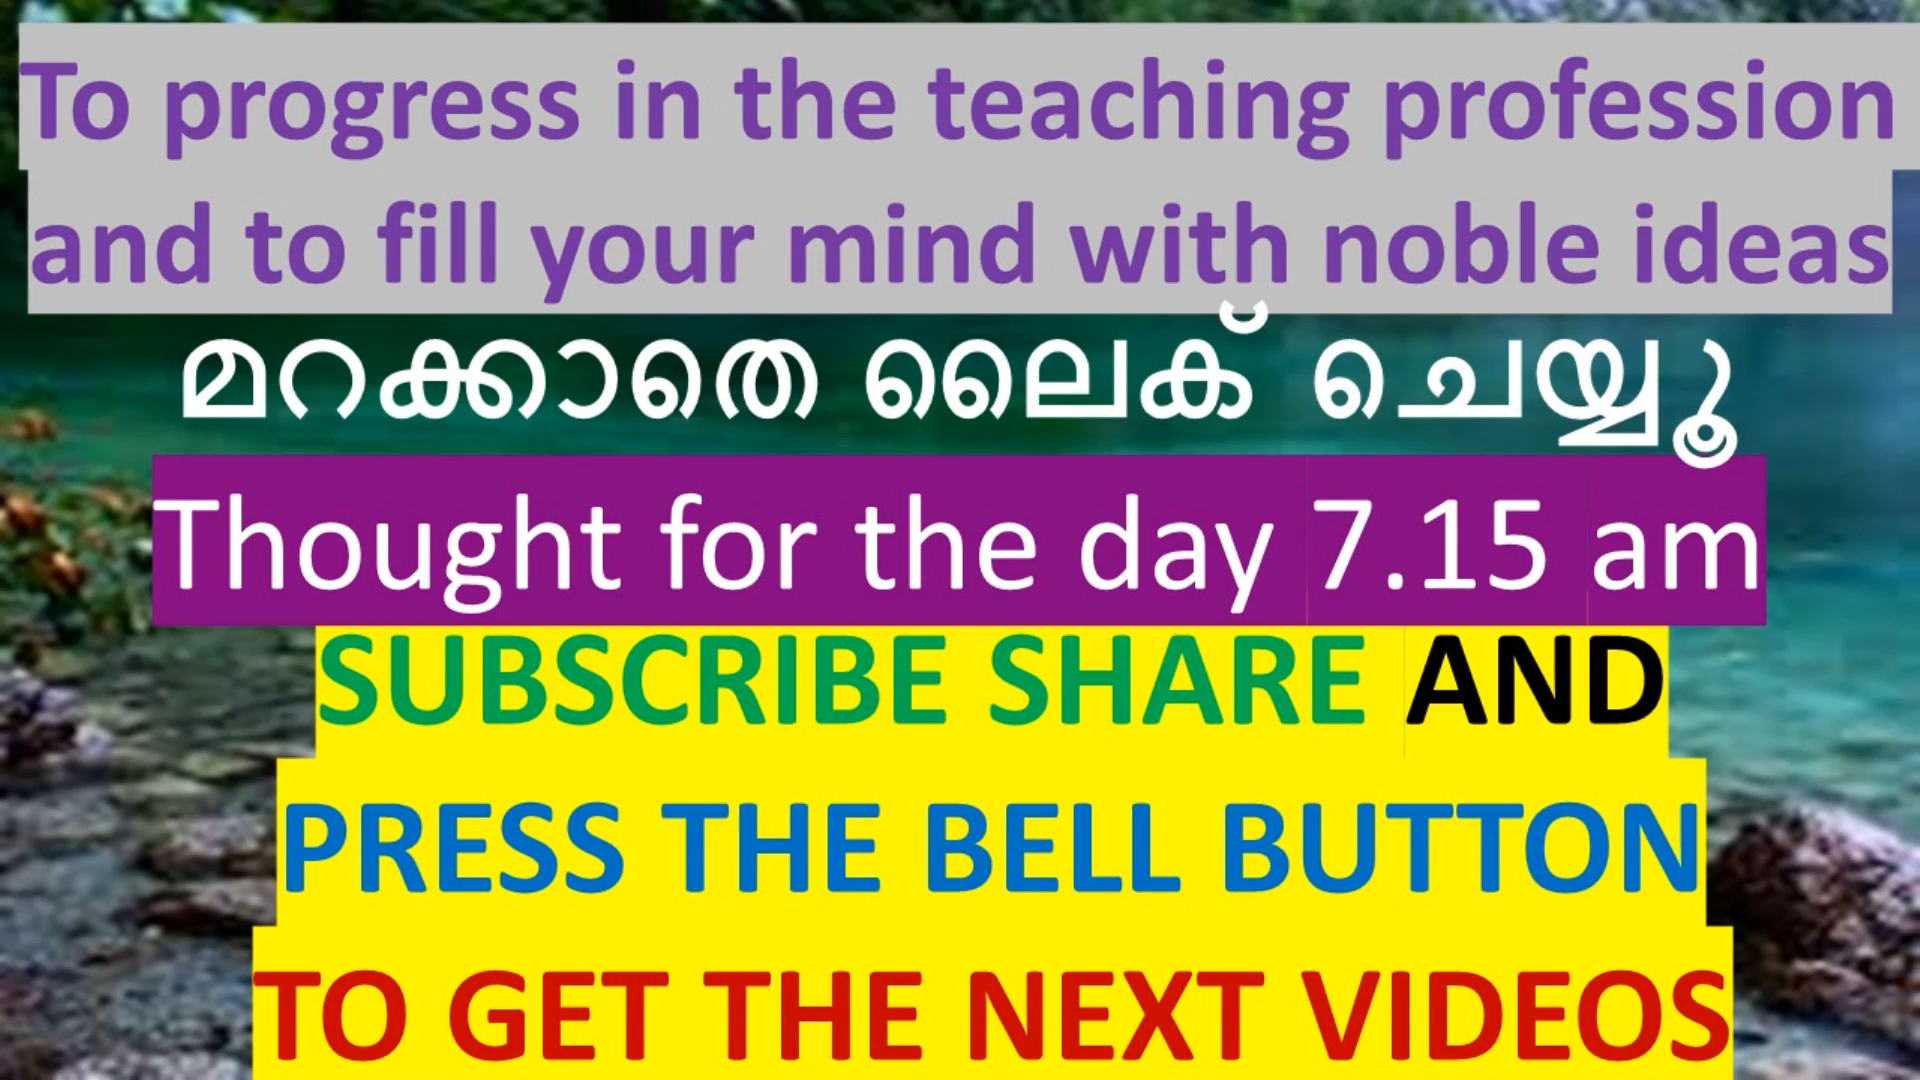 To progress in the teaching profession
and to fill your mind with noble ideas
മറക്കാതെ ലൈക് ചെയ്യൂ
Thought for the day 7.15 am
SUBSCRIBE SHARE AND
PRESS THE BELL BUTTON
TO GET THE NEXT VIDEOS